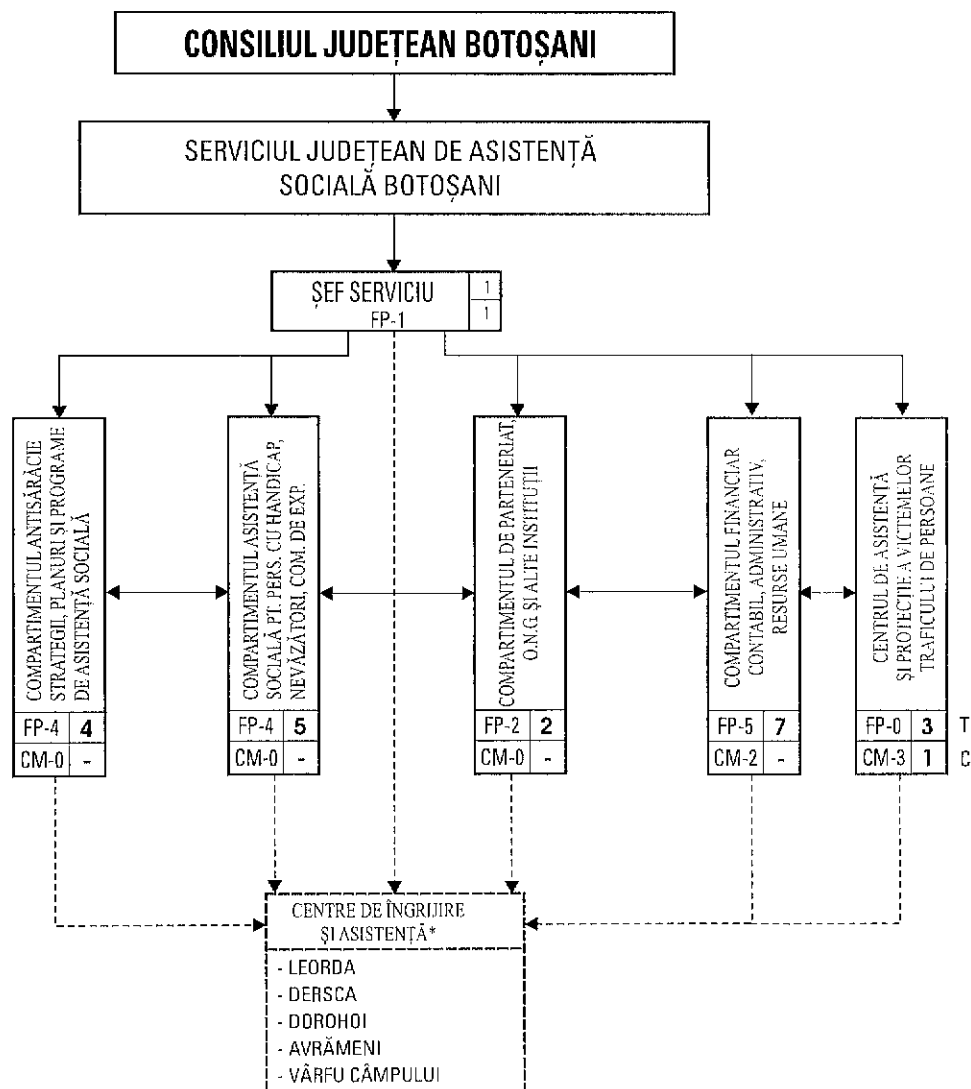 CONSILIUL JUDEȚEAN BOTOȘANI
SERVICIUL JUDEȚEAN DE ASISTENȚĂ
SOCIALĂ BOTOȘANI
ȘEF SERVICIU
FP-1
1
1
COMPARTIMENTUL ANTISĂRĂCIE
STRATEGII, PLANURI ȘI PROGRAME
DE ASISTENȚĂ SOCIALĂ
FP-4 4
CM-0 -
COMPARTIMENTUL ASISTENȚĂ
SOCIALĂ PT. PERS. CU HANDICAP,
NEVĂZĂTORI, COM. DE EXP.
FP-4 5
CM-0 -
COMPARTIMENTUL DE PARTENERIAT,
O.N.G ȘI ALTE INSTITUȚII
FP-2 2
CM-0 -
COMPARTIMENTUL FINANCIAR
CONTABIL, ADMINISTRATIV,
RESURSE UMANE
FP-5 7
CM-2 -
CENTRUL DE ASISTENȚĂ
ȘI PROTECȚIE A VICTEMELOR
TRAFICULUI DE PERSOANE
FP-0 3 T
CM-3 1 C
CENTRE DE ÎNGRIJIRE
ȘI ASISTENȚĂ*
- LEORDA
- DERSCA
- DOROHOI
- AVRĂMENI
- VÂRFU CÂMPULUI